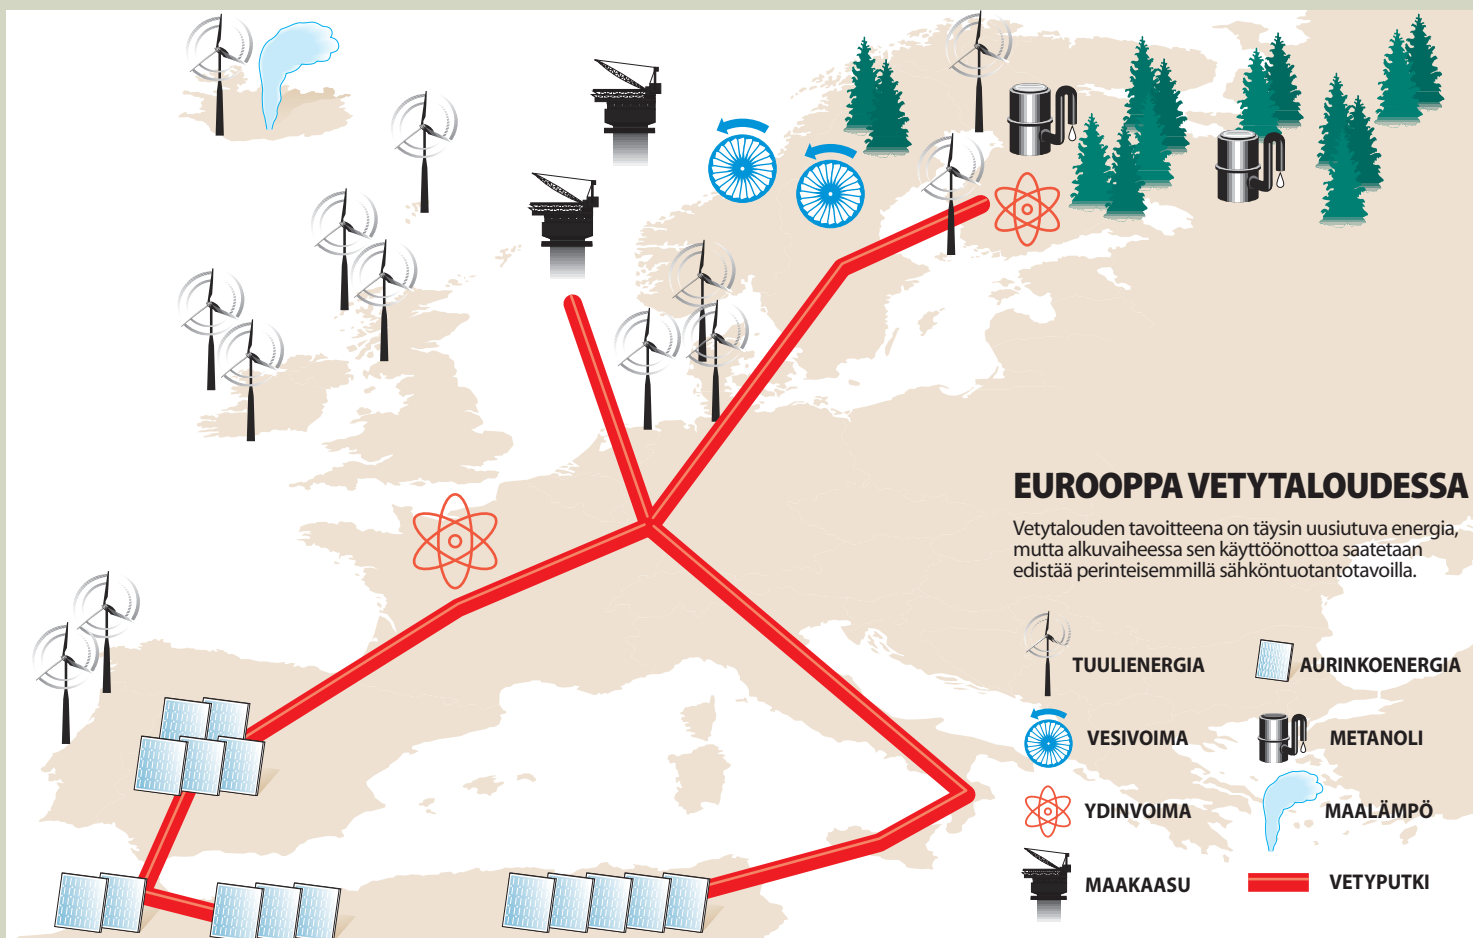 EUROOPPA VETYTALOUDESSA
Vetytalouden tavoitteena on täysin uusiutuva energia,
mutta alkuvaiheessa sen käyttöönottoa saatetaan
edistää perinteisemmillä sähköntuotantotavoilla.
TUULIENERGIA
AURINKOENERGIA
VESIVOIMA
METANOLI
YDINVOIMA
MAALÄMPÖ
MAAKAASU
VETYPUTKI